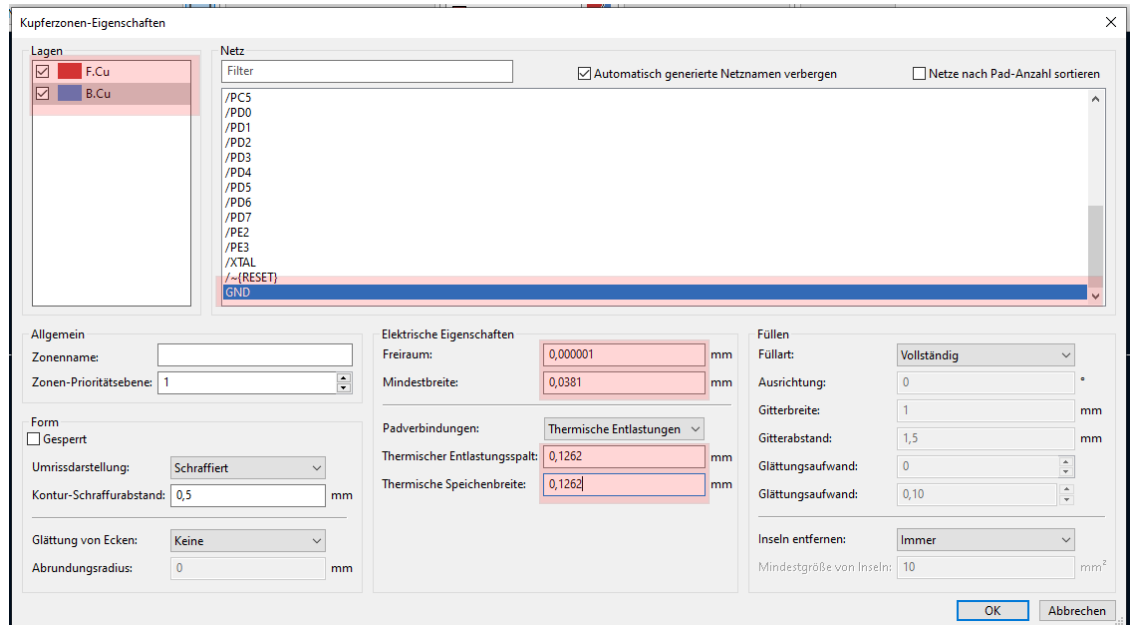 Kupferzonen-Eigenschaften
Lagen
F.Cu
B.Cu
Netz
Filter
Automatisch generierte Netznamen verbergen
Netze nach Pad-Anzahl sortieren
/PC5
/PD0
/PD1
/PD2
/PD3
/PD4
/PD5
/PD6
/PD7
/PE2
/PE3
/XTAL
/~{RESET}
GND
Allgemein
Zonenname:
Zonen-Prioritätsebene: 1
Form
Gesperrt
Umrissdarstellung: Schraffiert
Kontur-Schraffurabstand: 0,5 mm
Glättung von Ecken: Keine
Abrundungsradius: 0 mm
Elektrische Eigenschaften
Freiraum: 0,000001 mm
Mindestbreite: 0,0381 mm
Padverbindungen: Thermische Entlastungen
Thermischer Entlastungsspalt: 0,1262 mm
Thermische Speichenbreite: 0,1262 mm
Füllen
Füllart: Vollständig
Ausrichtung: 0 °
Gitterbreite: 1 mm
Gitterabstand: 1,5 mm
Glättungsaufwand: 0
Glättungsaufwand: 0,10
Inseln entfernen: Immer
Mindestgröße von Inseln: 10 mm²
OK Abbrechen